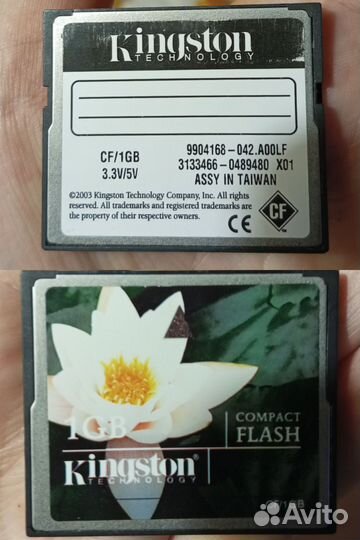 Kingston
TECHNOLOGY
CF/1GB
3.3V/5V
9904168-042.A00LF
3133466-0489480 X01
ASSY IN TAIWAN
©2003 Kingston Technology Company, Inc. All rights
reserved. All trademarks and registered trademarks are
the property of their respective owners.
CE
CF
™
1GB
COMPACT
FLASH
Kingston®
TECHNOLOGY
CF/1GB
Avito